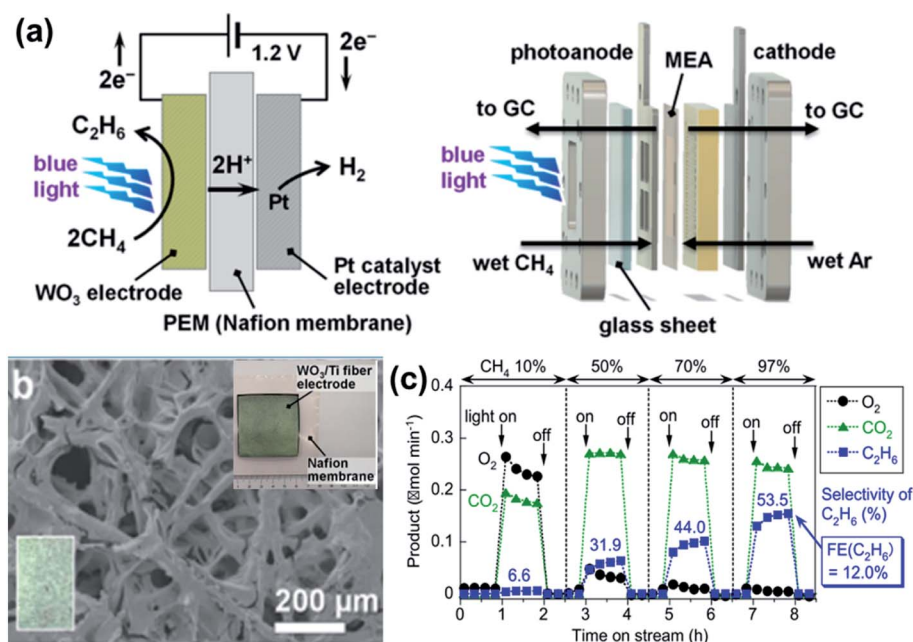 (a)
2e⁻
1.2 V
2e⁻
C₂H₆
blue
light
2H⁺
H₂
Pt
2CH₄
WO₃ electrode
Pt catalyst
electrode
PEM (Nafion membrane)
photoanode
MEA
cathode
to GC
to GC
blue
light
wet CH₄
wet Ar
glass sheet
b
WO₃/Ti fiber
electrode
Nafion
membrane
200 µm
(c)
CH₄ 10%
50%
70%
97%
Product (▯mol min⁻¹)
0.4
0.3
0.2
0.1
0
light on
off
on
off
on
off
on
off
O₂
CO₂
6.6
31.9
44.0
53.5
O₂
CO₂
C₂H₆
Selectivity of
C₂H₆ (%)
FE(C₂H₆)
= 12.0%
0 1 2 3 4 5 6 7 8
Time on stream (h)